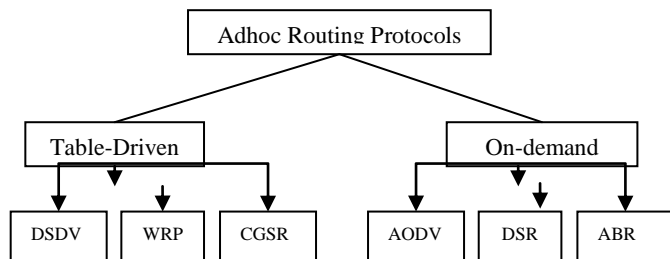 Adhoc Routing Protocols
Table-Driven
On-demand
DSDV
WRP
CGSR
AODV
DSR
ABR